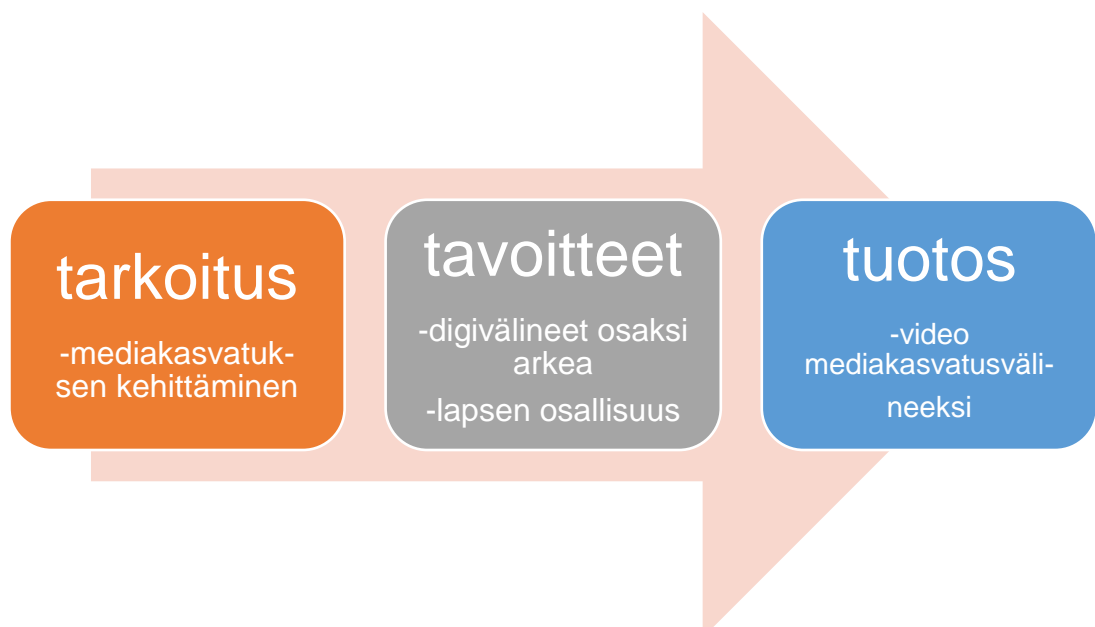 tarkoitus
-mediakasvatuk-
sen kehittäminen
tavoitteet
-digivälineet osaksi
arkea
-lapsen osallisuus
tuotos
-video
mediakasvatusväli-
neeksi